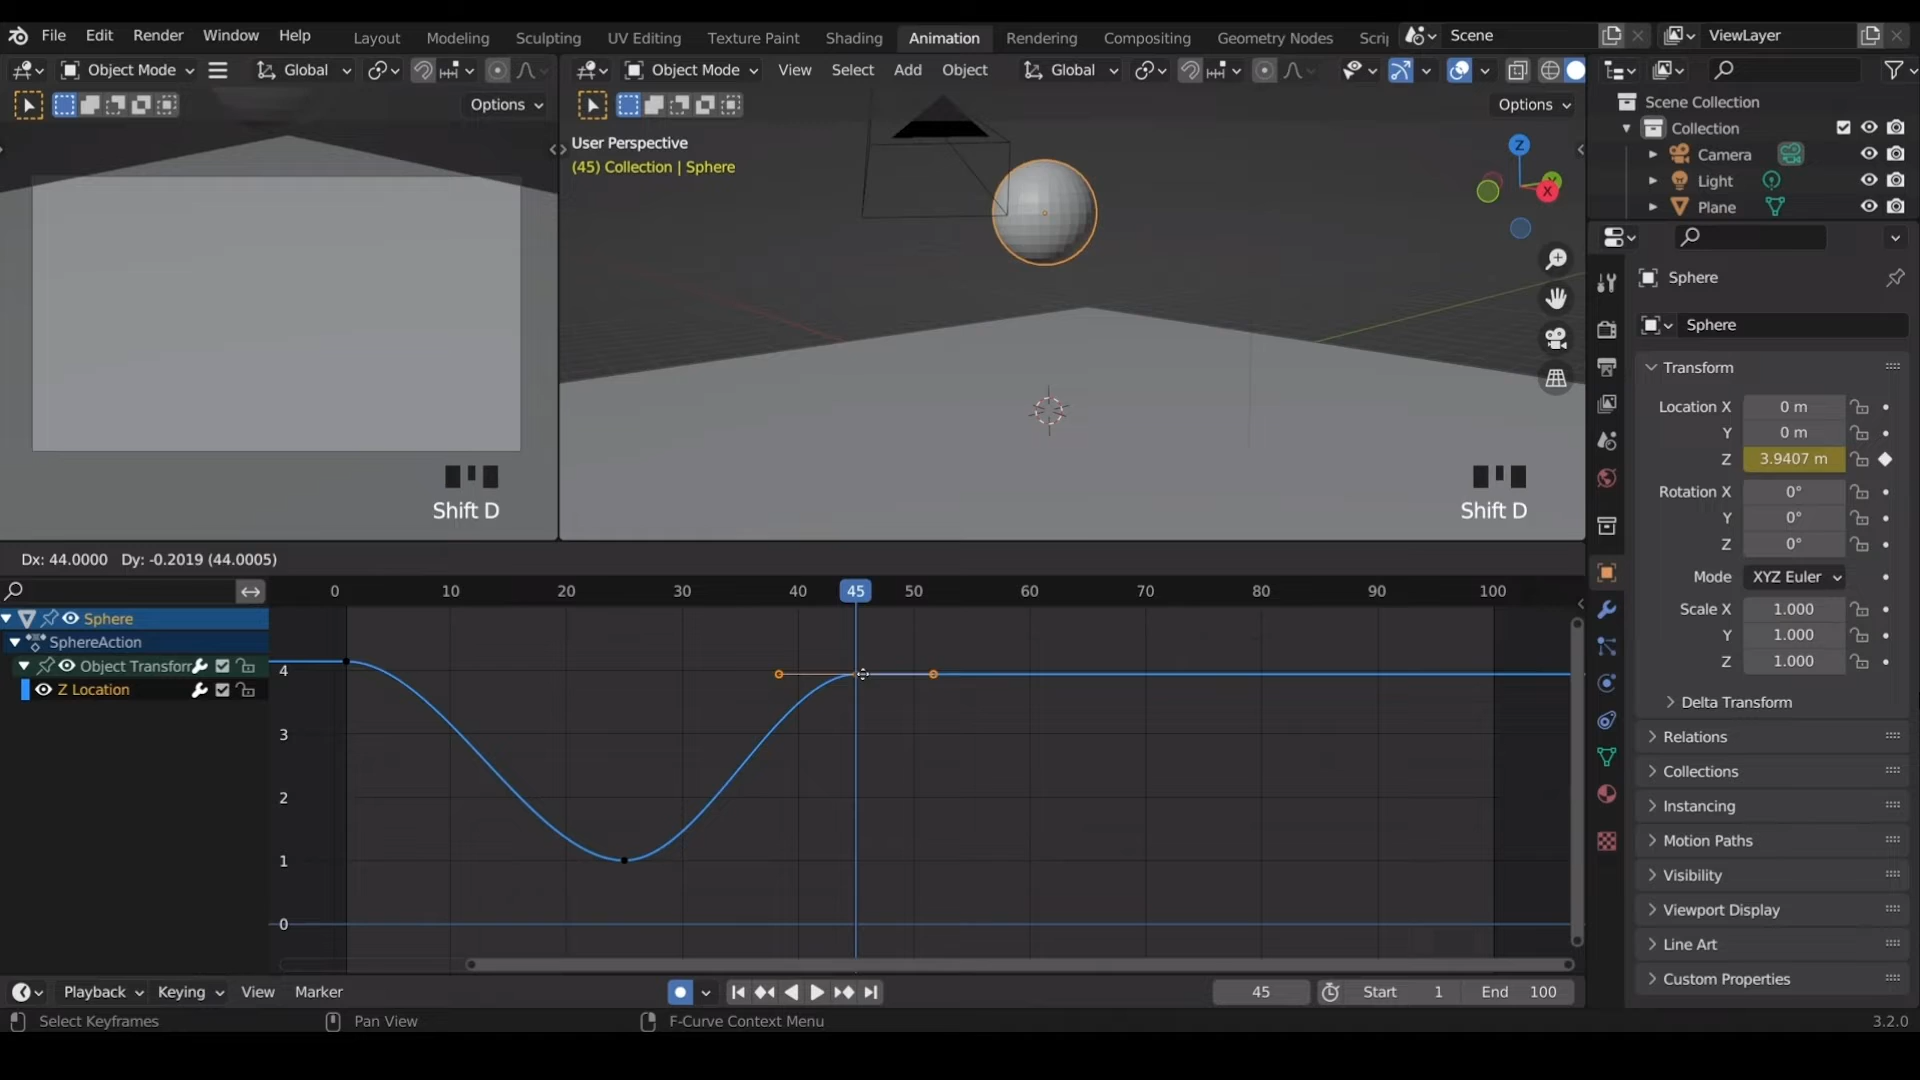 File Edit Render Window Help Layout Modeling Sculpting UV Editing Texture Paint Shading Animation Rendering Compositing Geometry Nodes Scrip Scene ViewLayer
Object Mode Global Object Mode View Select Add Object Global
Options Options
User Perspective
(45) Collection | Sphere
Z
Y
X
Shift D Shift D
Scene Collection
Collection
Camera
Light
Plane
Sphere
Sphere
Transform
Location X 0 m
Y 0 m
Z 3.9407 m
Rotation X 0°
Y 0°
Z 0°
Mode XYZ Euler
Scale X 1.000
Y 1.000
Z 1.000
Delta Transform
Relations
Collections
Instancing
Motion Paths
Visibility
Viewport Display
Line Art
Custom Properties
Dx: 44.0000 Dy: -0.2019 (44.0005)
0 10 20 30 40 45 50 60 70 80 90 100
Sphere
SphereAction
Object Transform
Z Location
4
3
2
1
0
Playback Keying View Marker 45 Start 1 End 100
Select Keyframes Pan View F-Curve Context Menu 3.2.0